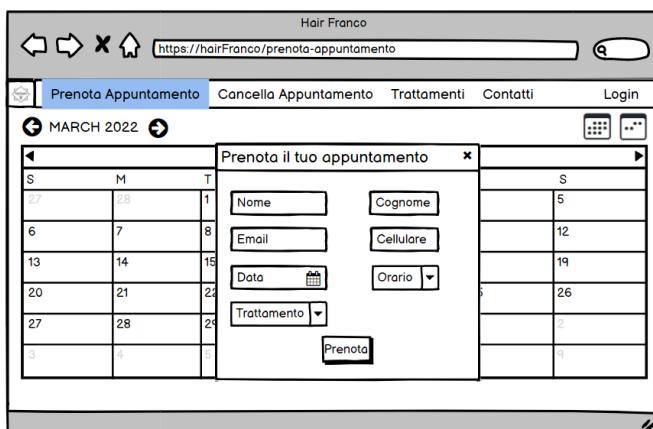 Hair Franco
https://hairFranco/prenota-appuntamento
Prenota Appuntamento Cancella Appuntamento Trattamenti Contatti Login
MARCH 2022
Prenota il tuo appuntamento ×
S M T S
27 28 1 5
Nome Cognome
6 7 8 12
Email Cellulare
13 14 15 19
Data Orario
20 21 22 26
Trattamento
27 28 29 2
Prenota
3 4 5 9